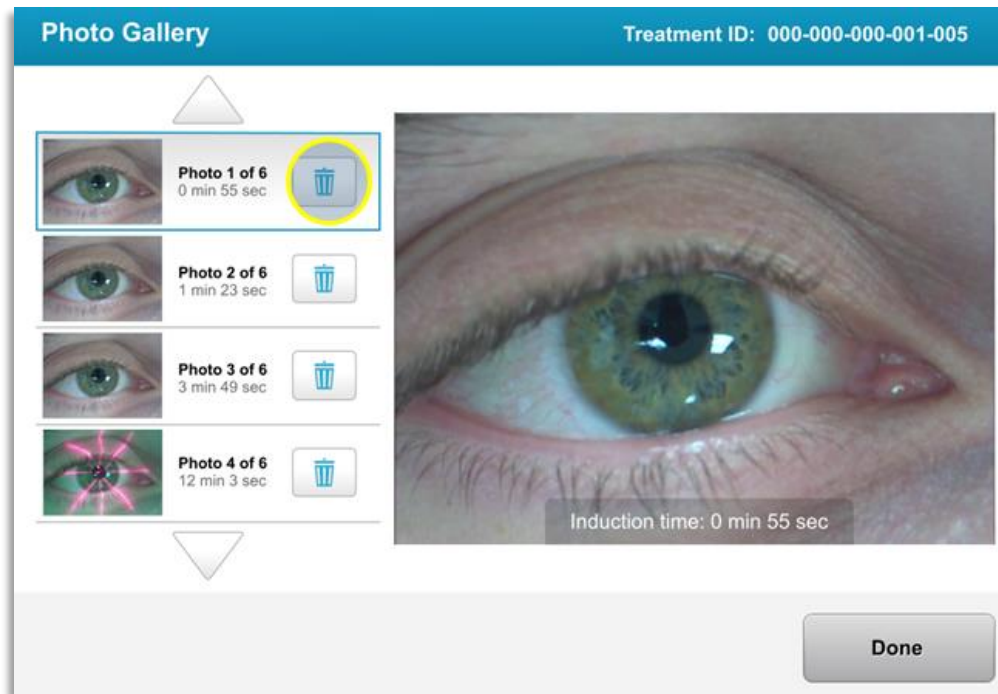 Photo Gallery
Treatment ID: 000-000-000-001-005
Photo 1 of 6
0 min 55 sec
Photo 2 of 6
1 min 23 sec
Photo 3 of 6
3 min 49 sec
Photo 4 of 6
12 min 3 sec
Induction time: 0 min 55 sec
Done